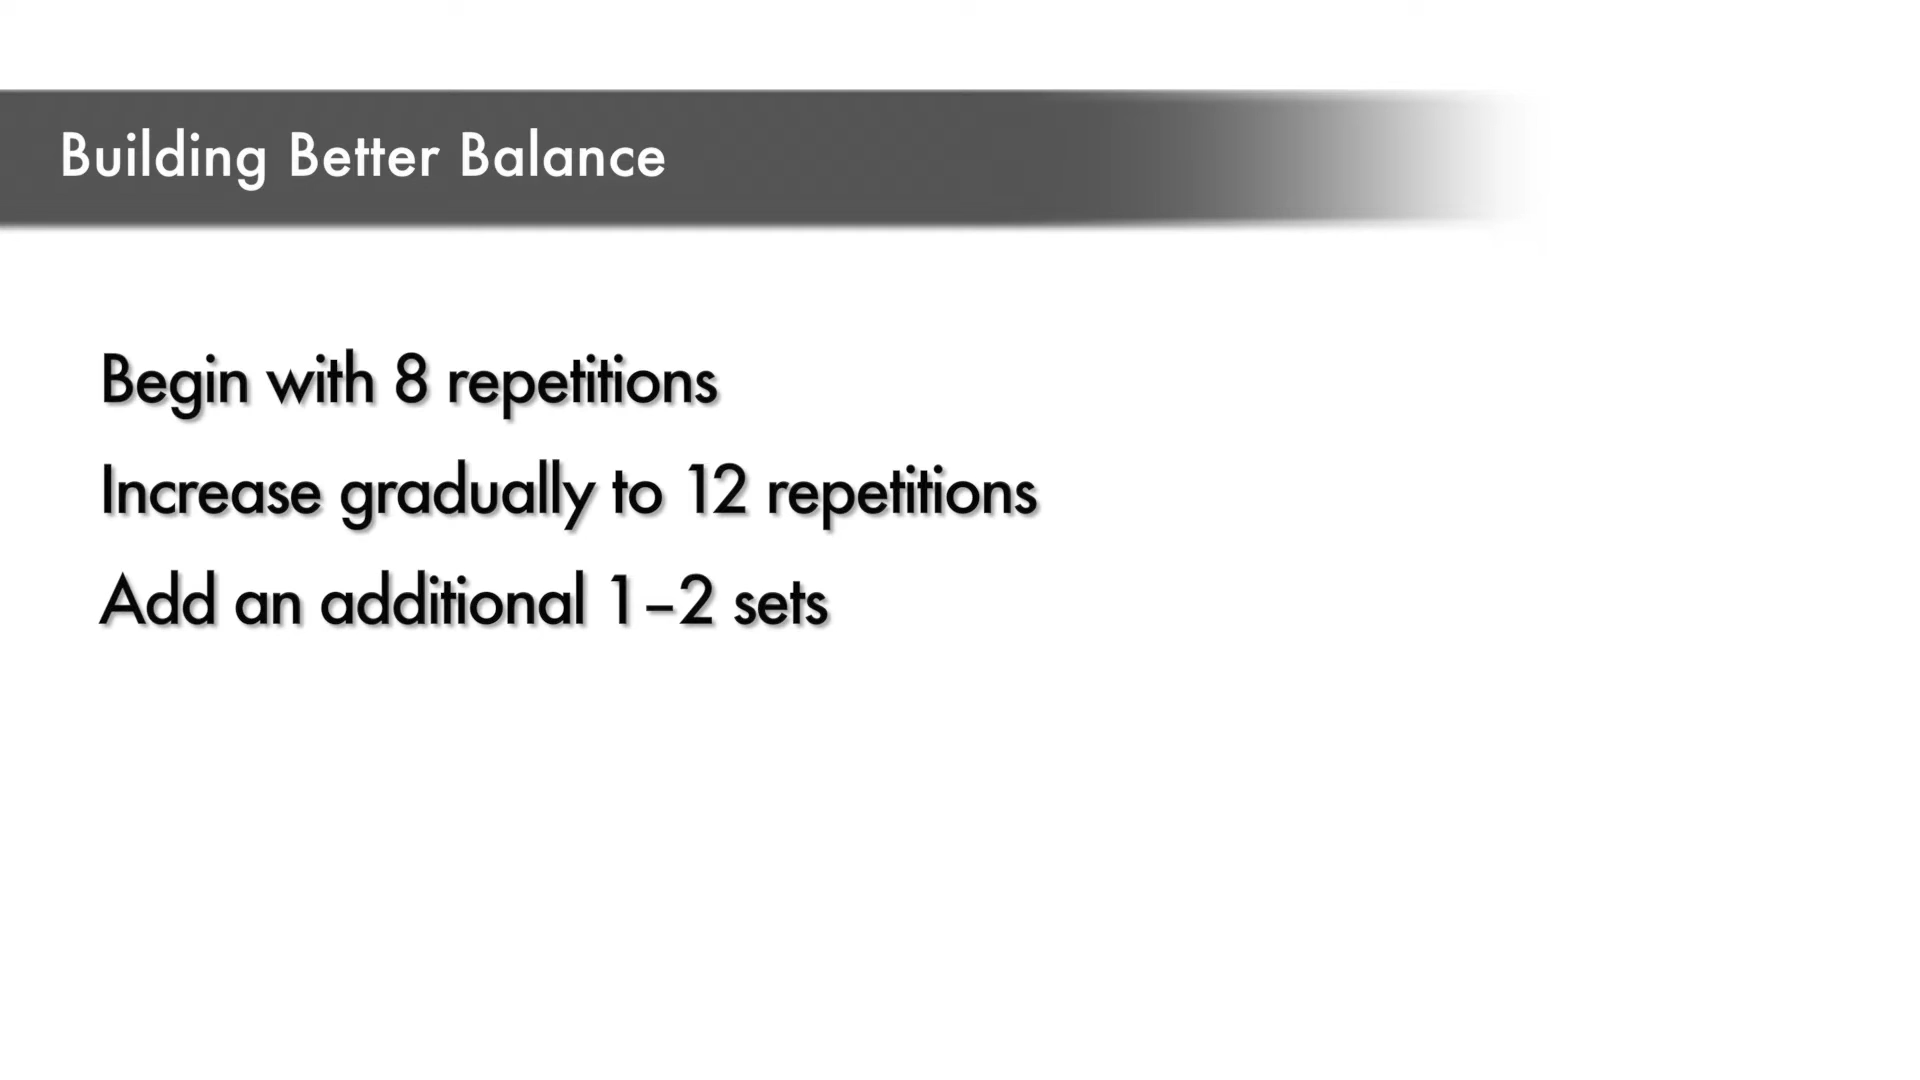 Building Better Balance
Begin with 8 repetitions
Increase gradually to 12 repetitions
Add an additional 1–2 sets